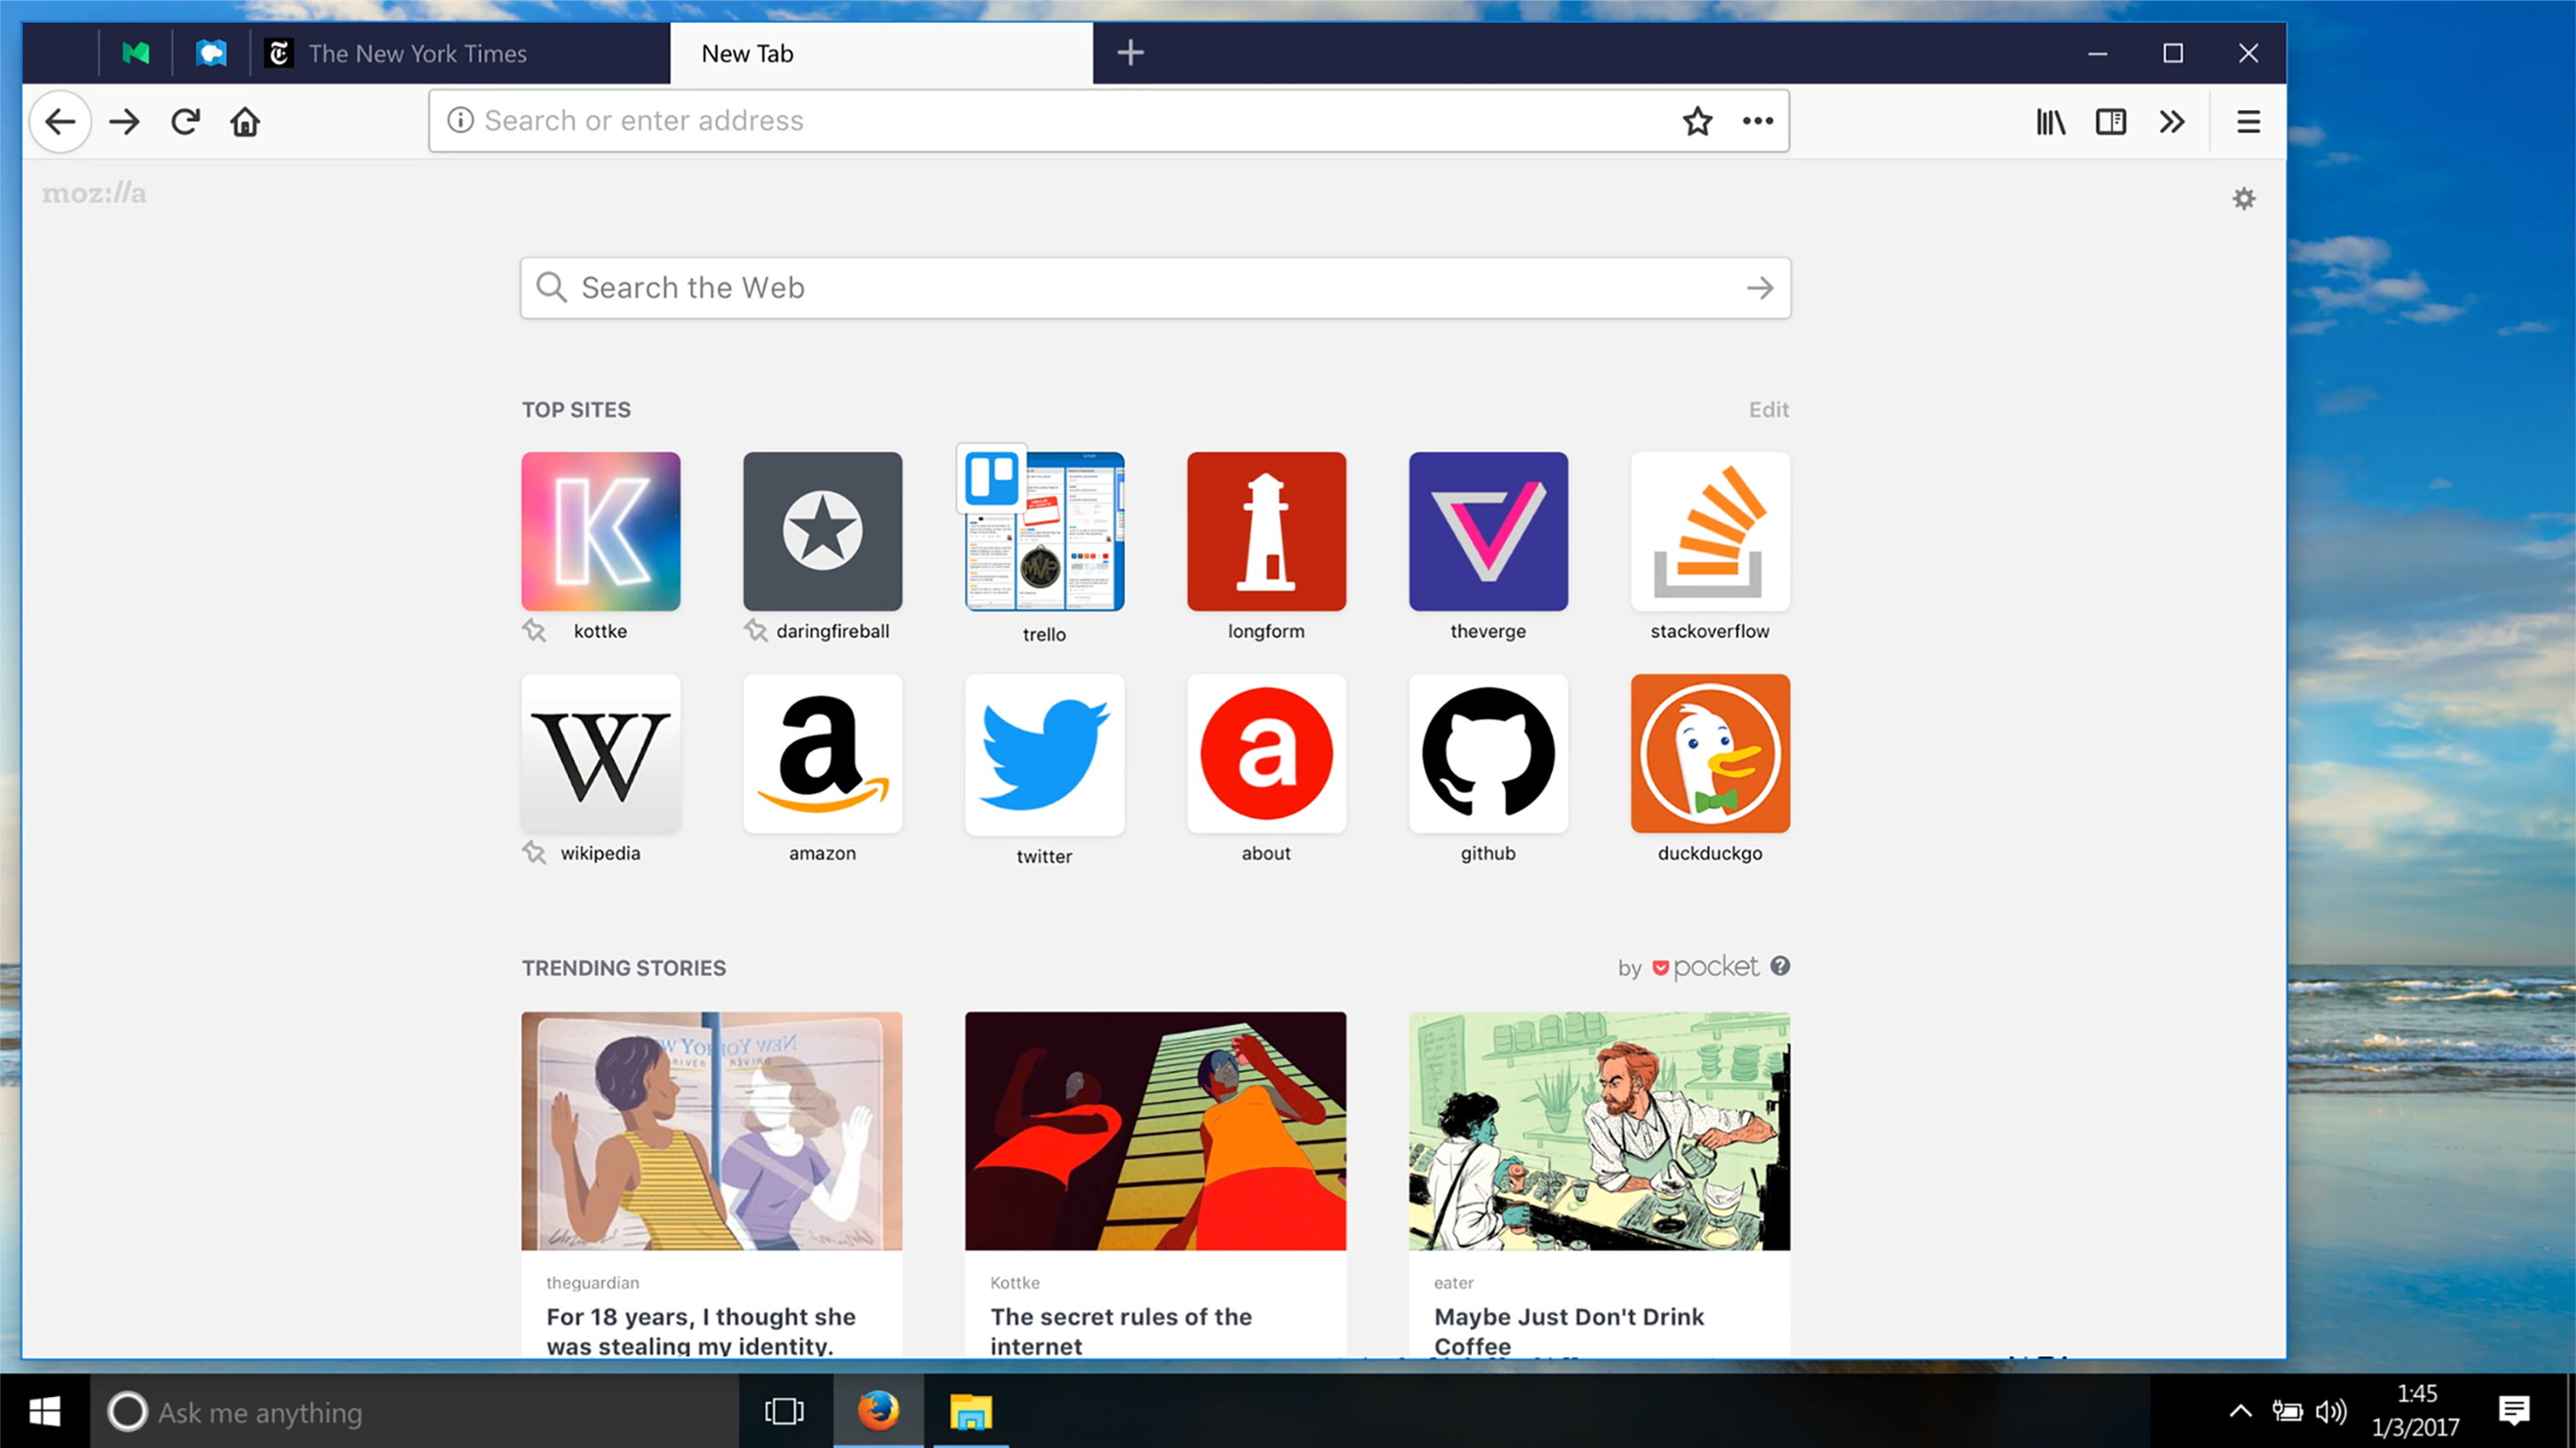 The New York Times
New Tab
Search or enter address
moz://a
Search the Web
TOP SITES
Edit
kottke
daringfireball
trello
longform
theverge
stackoverflow
wikipedia
amazon
twitter
about
github
duckduckgo
TRENDING STORIES
by pocket
theguardian
For 18 years, I thought she
was stealing my identity.
Kottke
The secret rules of the
internet
eater
Maybe Just Don't Drink
Coffee
Ask me anything
1:45
1/3/2017